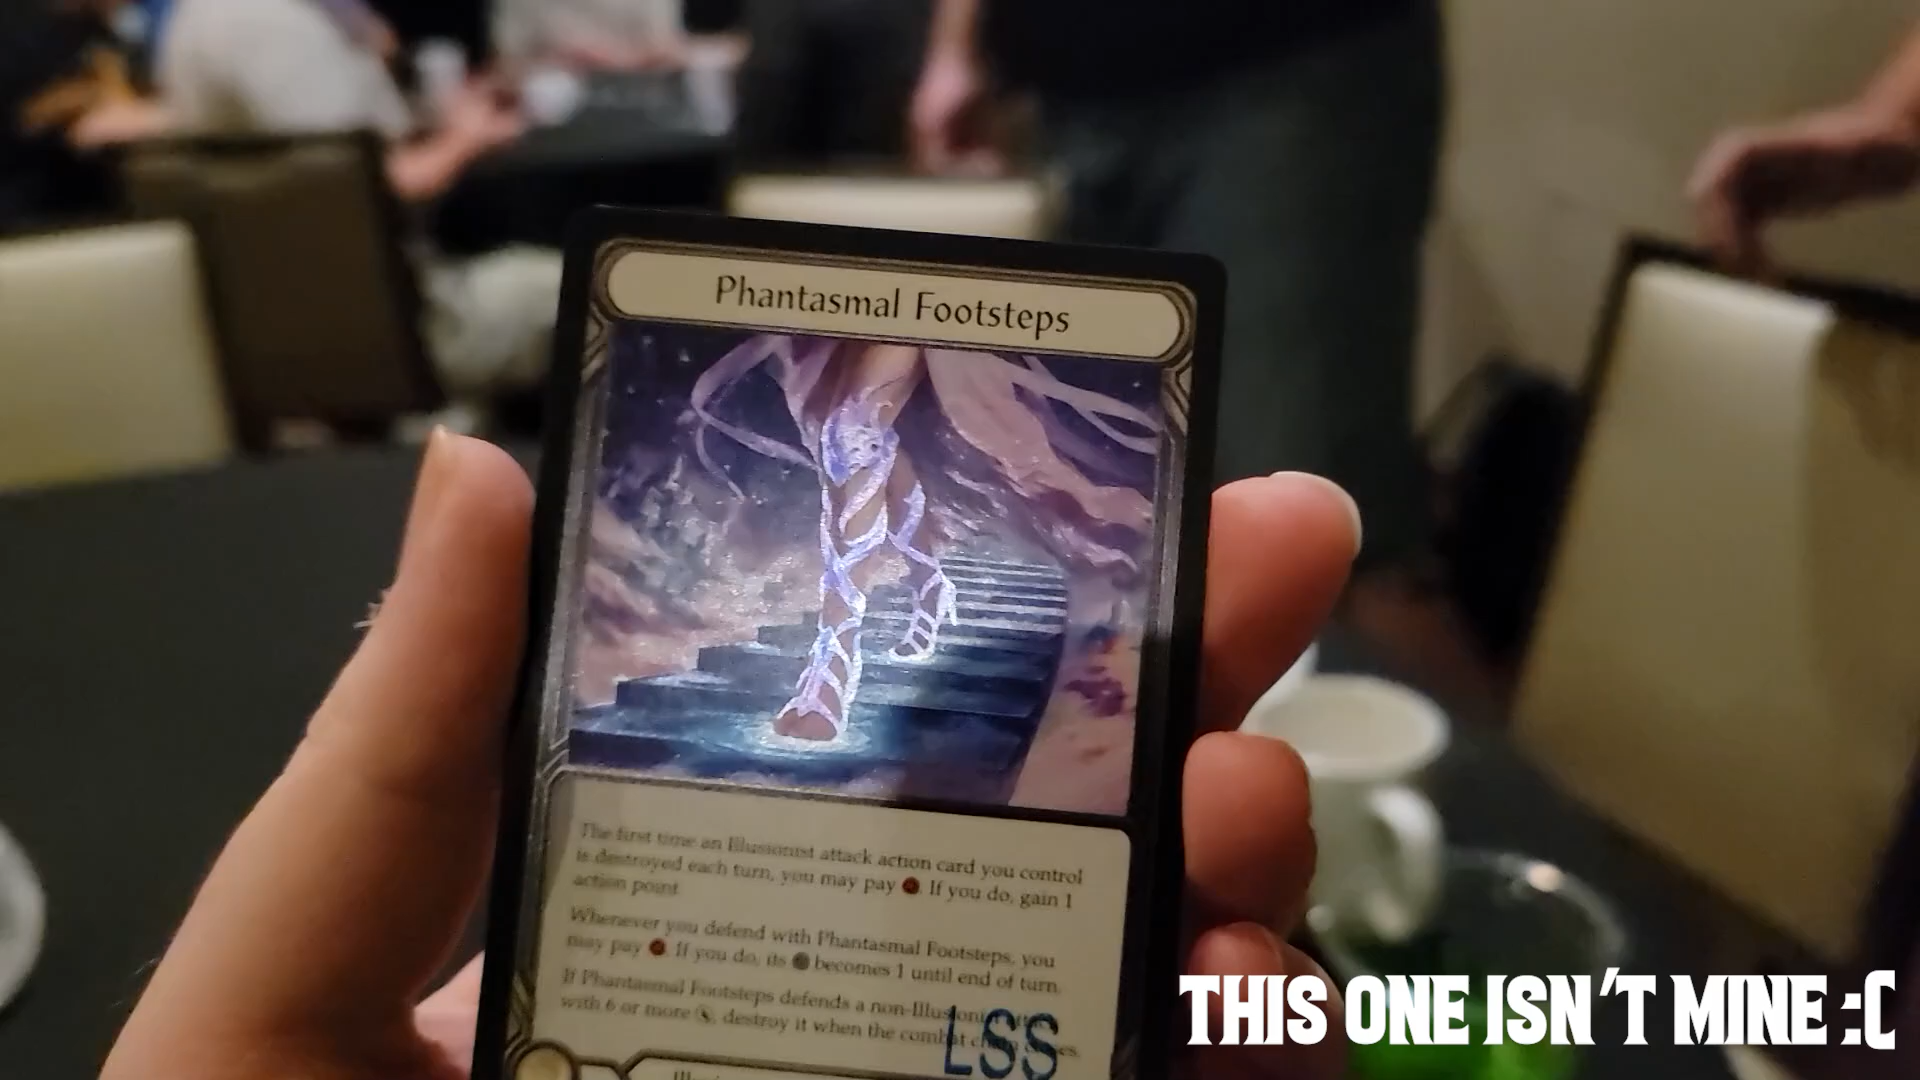 Phantasmal Footsteps
The first time an Illusionist attack action card you control
is destroyed each turn, you may pay . If you do, gain 1
action point.
Whenever you defend with Phantasmal Footsteps, you
may pay . If you do, its becomes 1 until end of turn.
If Phantasmal Footsteps defends a non-Illusionist
with 6 or more , destroy it when the combat
LSS
THIS ONE ISN'T MINE :(